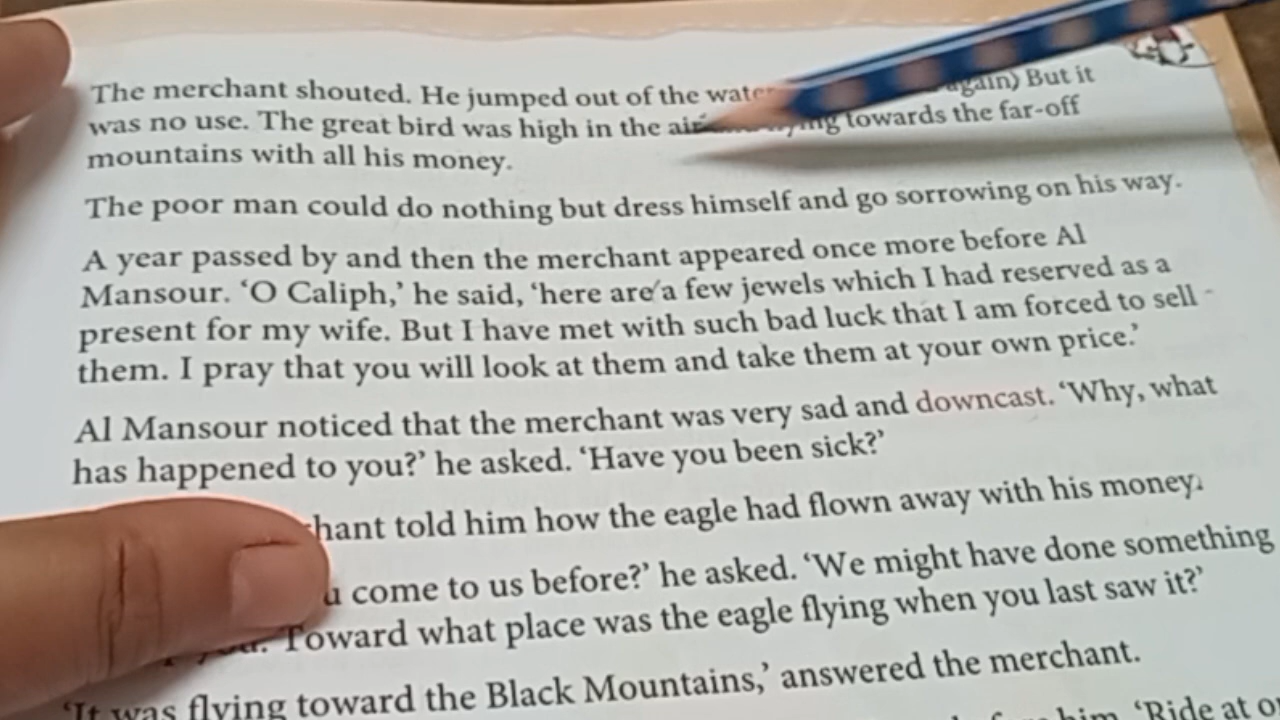 The merchant shouted. He jumped out of the water again) But it
was no use. The great bird was high in the air flying towards the far-off
mountains with all his money.
The poor man could do nothing but dress himself and go sorrowing on his way.
A year passed by and then the merchant appeared once more before Al
Mansour. ‘O Caliph,’ he said, ‘here are a few jewels which I had reserved as a
present for my wife. But I have met with such bad luck that I am forced to sell
them. I pray that you will look at them and take them at your own price.’
Al Mansour noticed that the merchant was very sad and downcast. ‘Why, what
has happened to you?’ he asked. ‘Have you been sick?’
told him how the eagle had flown away with his money.
come to us before?’ he asked. ‘We might have done something
you. Toward what place was the eagle flying when you last saw it?’
‘It was flying toward the Black Mountains,’ answered the merchant.
him. ‘Ride at